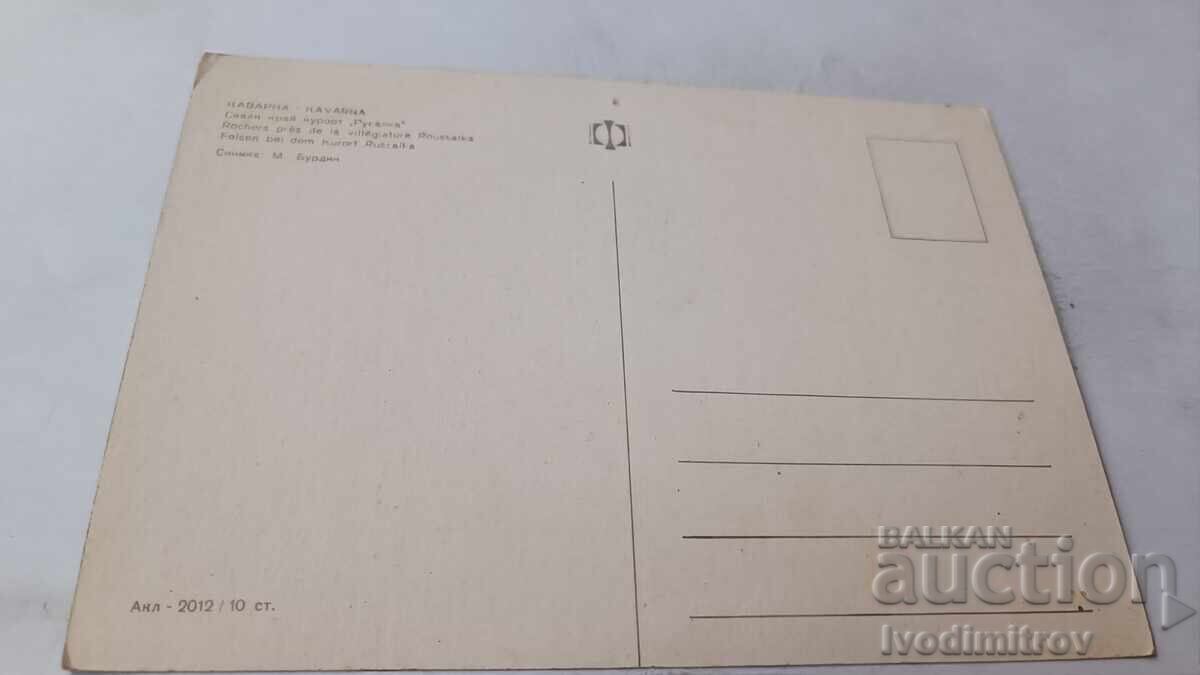 КАВАРНА - KAVARNA
Скали край курорт „Русалка"
Rochers près de la villégiature Roussalka
Felsen bei dem Kurort Russalka
Снимка: М. Бурдин
Акл - 2012 / 10 ст.
BALKAN
auction
Ivodimitrov